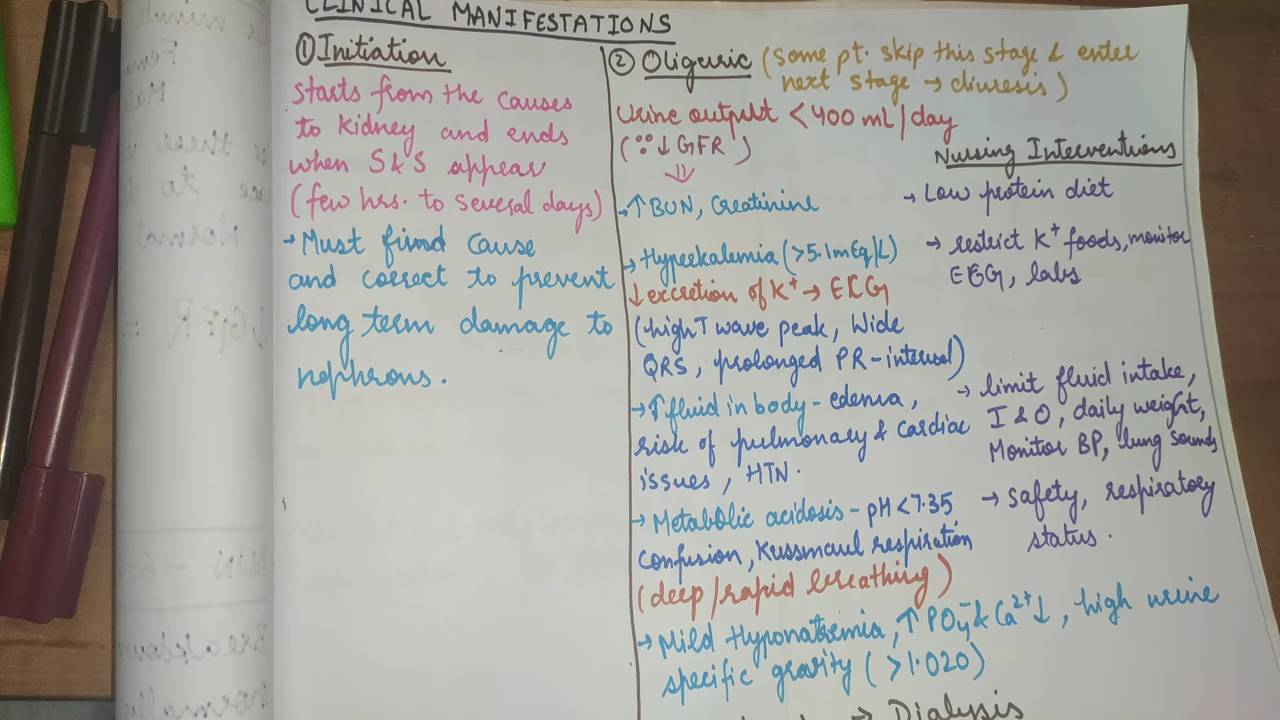 CLINICAL MANIFESTATIONS
① Initiation
starts from the causes
to kidney and ends
when S&S appear
(few hrs. to several days)
→ Must find cause
and correct to prevent
long term damage to
nephrons.
② Oliguric (some pt. skip this stage & enter
next stage → diuresis)
Urine output < 400 mL/day
(∵ ↓ GFR)
⇓
→ ↑ BUN, Creatinine
→ Hyperkalemia (>5.1mEq/L)
↓ excretion of K⁺ → ECG
(high T wave peak, Wide
QRS, prolonged PR-interval)
→ ↑ fluid in body - edema,
risk of pulmonary & cardiac
issues, HTN.
→ Metabolic acidosis - pH < 7.35
confusion, Kussmaul respiration
(deep/rapid breathing)
→ Mild Hyponatremia, ↑ PO₄⁻ & Ca²⁺ ↓, high urine
specific gravity (> 1.020)
→ Dialysis
Nursing Interventions
→ Low protein diet
→ restrict K⁺ foods, monitor
ECG, labs
→ limit fluid intake,
I & O, daily weight,
Monitor BP, lung sounds
→ safety, respiratory
status.